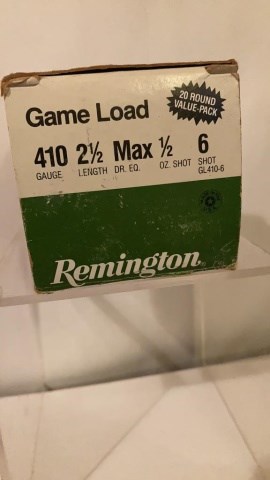 20 ROUND
VALUE-PACK
Game Load
410 2½ Max ½ 6
GAUGE LENGTH DR. EQ. OZ. SHOT SHOT
GL410-6
Remington